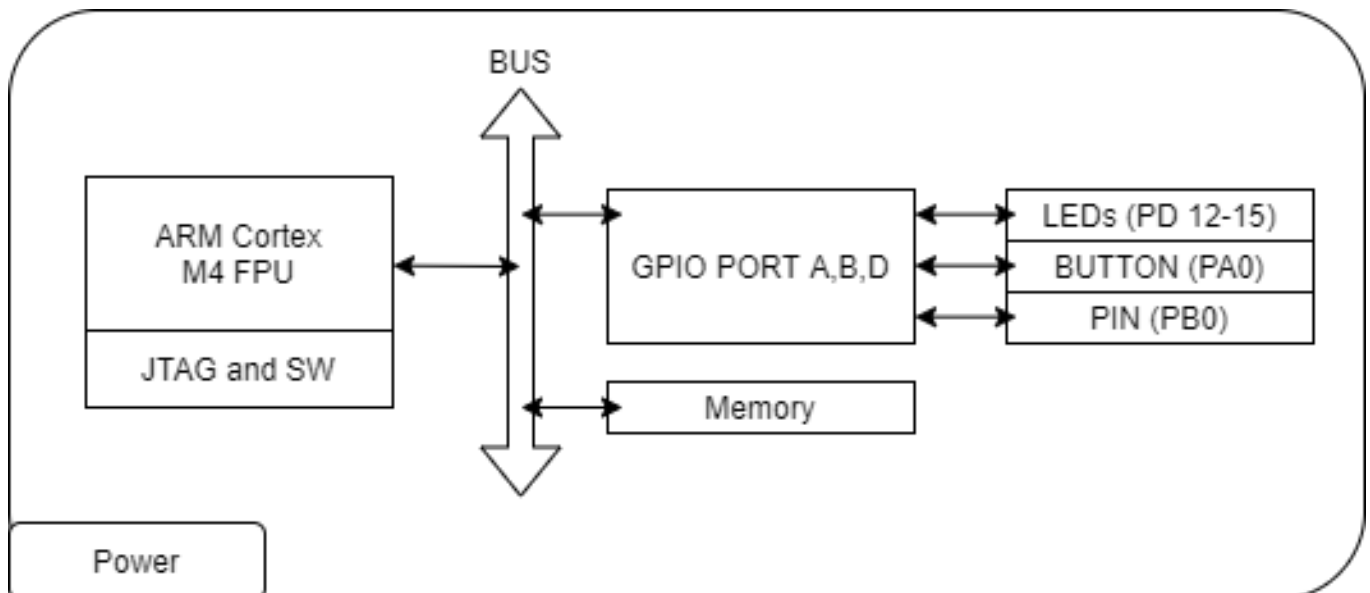 BUS
ARM Cortex
M4 FPU
JTAG and SW
GPIO PORT A,B,D
LEDs (PD 12-15)
BUTTON (PA0)
PIN (PB0)
Memory
Power